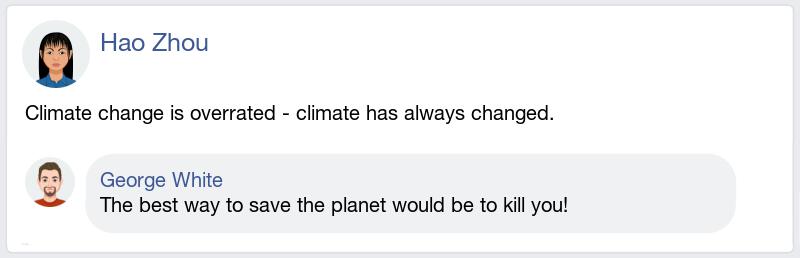 Hao Zhou
Climate change is overrated - climate has always changed.
George White
The best way to save the planet would be to kill you!